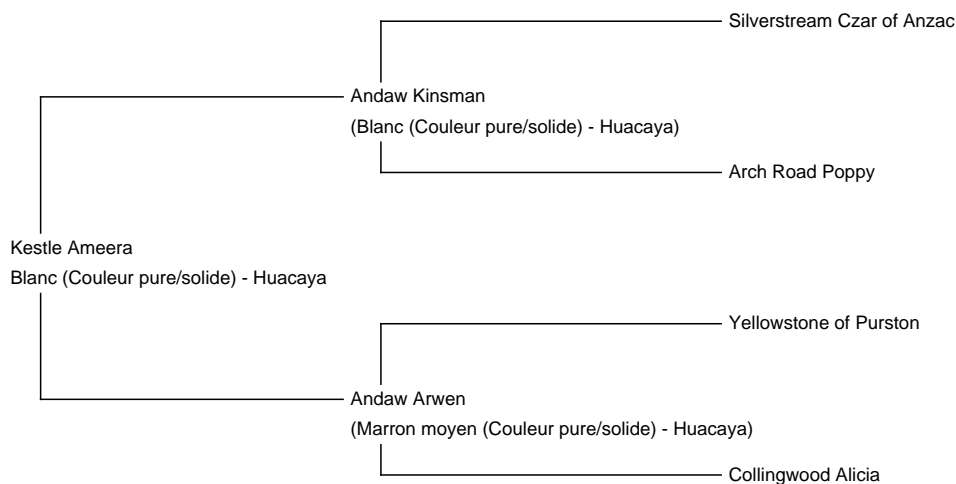 Silverstream Czar of Anzac
Andaw Kinsman
(Blanc (Couleur pure/solide) - Huacaya)
Arch Road Poppy
Kestle Ameera
Blanc (Couleur pure/solide) - Huacaya
Yellowstone of Purston
Andaw Arwen
(Marron moyen (Couleur pure/solide) - Huacaya)
Collingwood Alicia